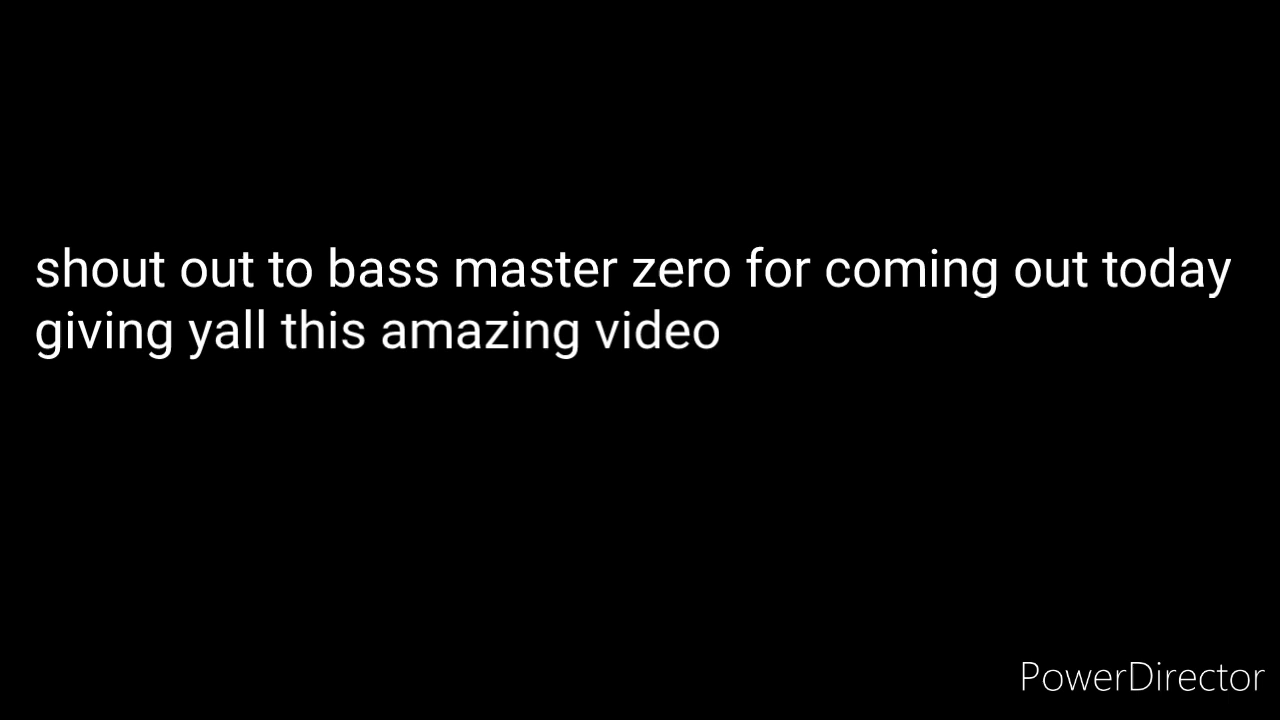 shout out to bass master zero for coming out today
giving yall this amazing video
PowerDirector